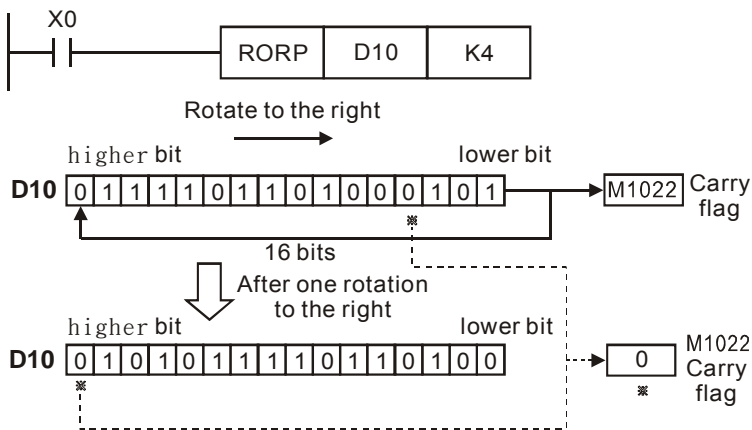 X0
RORP D10 K4
Rotate to the right
higher bit lower bit
D10 0 1 1 1 1 0 1 1 0 1 0 0 0 1 0 1 M1022 Carry
flag
※
16 bits
After one rotation
to the right
higher bit lower bit
D10 0 1 0 1 0 1 1 1 1 0 1 1 0 1 0 0 0 M1022
Carry
flag
※ ※